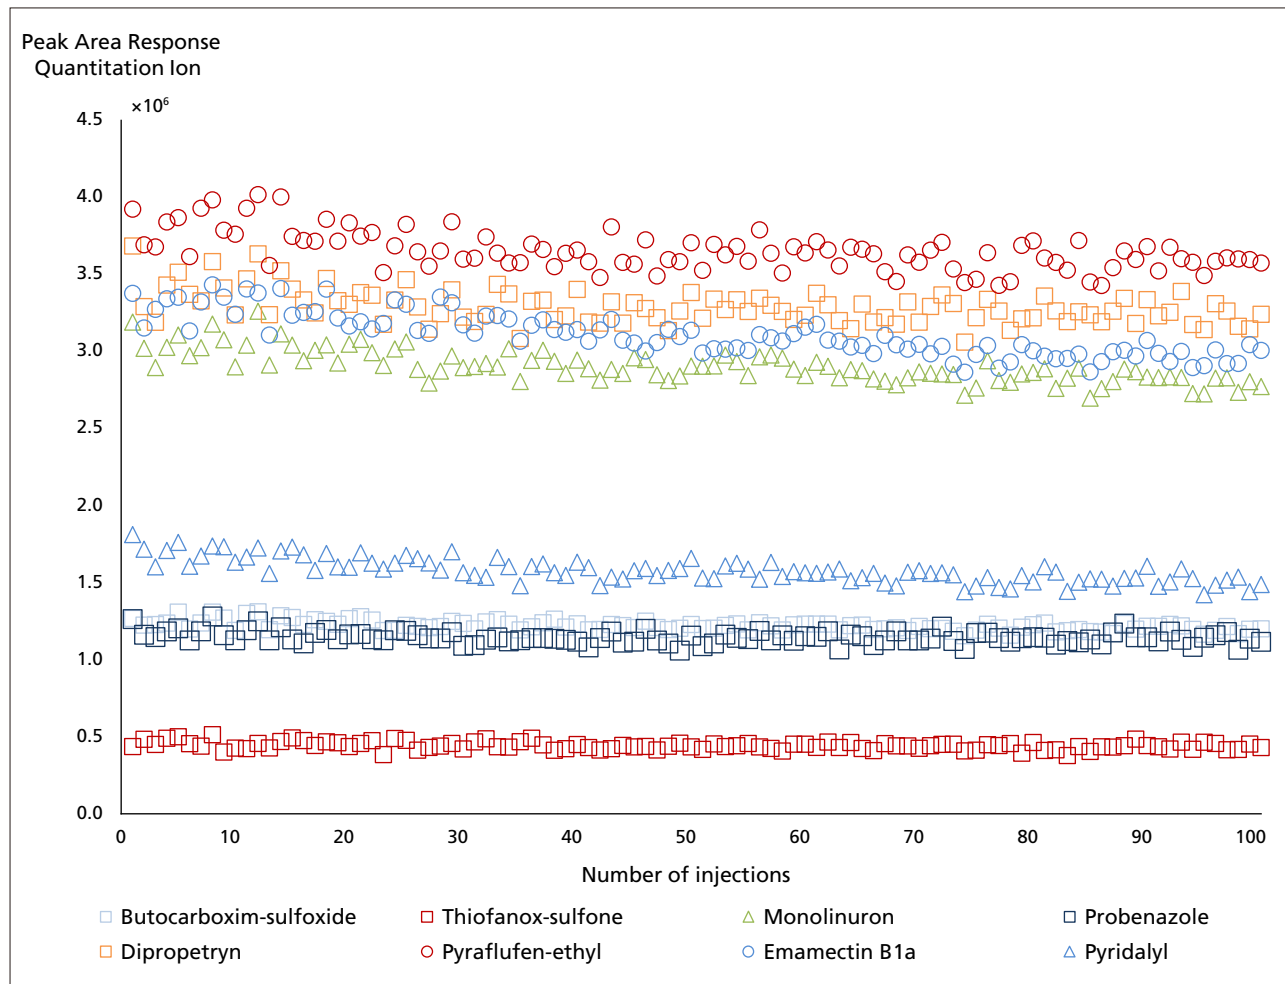 Peak Area Response
Quantitation Ion
×10⁶
4.5
4.0
3.5
3.0
2.5
2.0
1.5
1.0
0.5
0.0
0 10 20 30 40 50 60 70 80 90 100
Number of injections
Butocarboxim-sulfoxide Thiofanox-sulfone Monolinuron Probenazole
Dipropetryn Pyraflufen-ethyl Emamectin B1a Pyridalyl